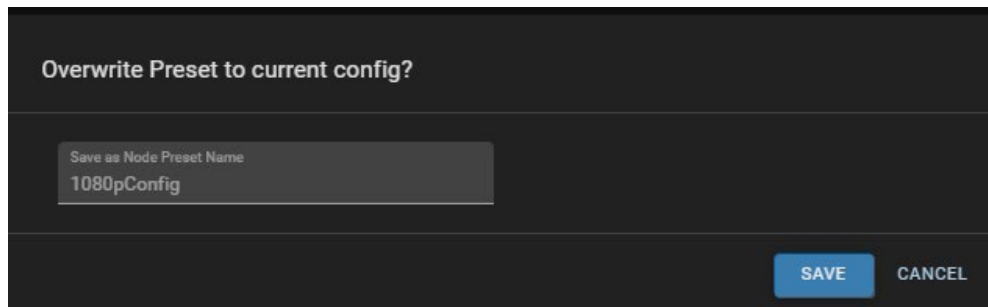 Overwrite Preset to current config?
Save as Node Preset Name
1080pConfig
SAVE CANCEL